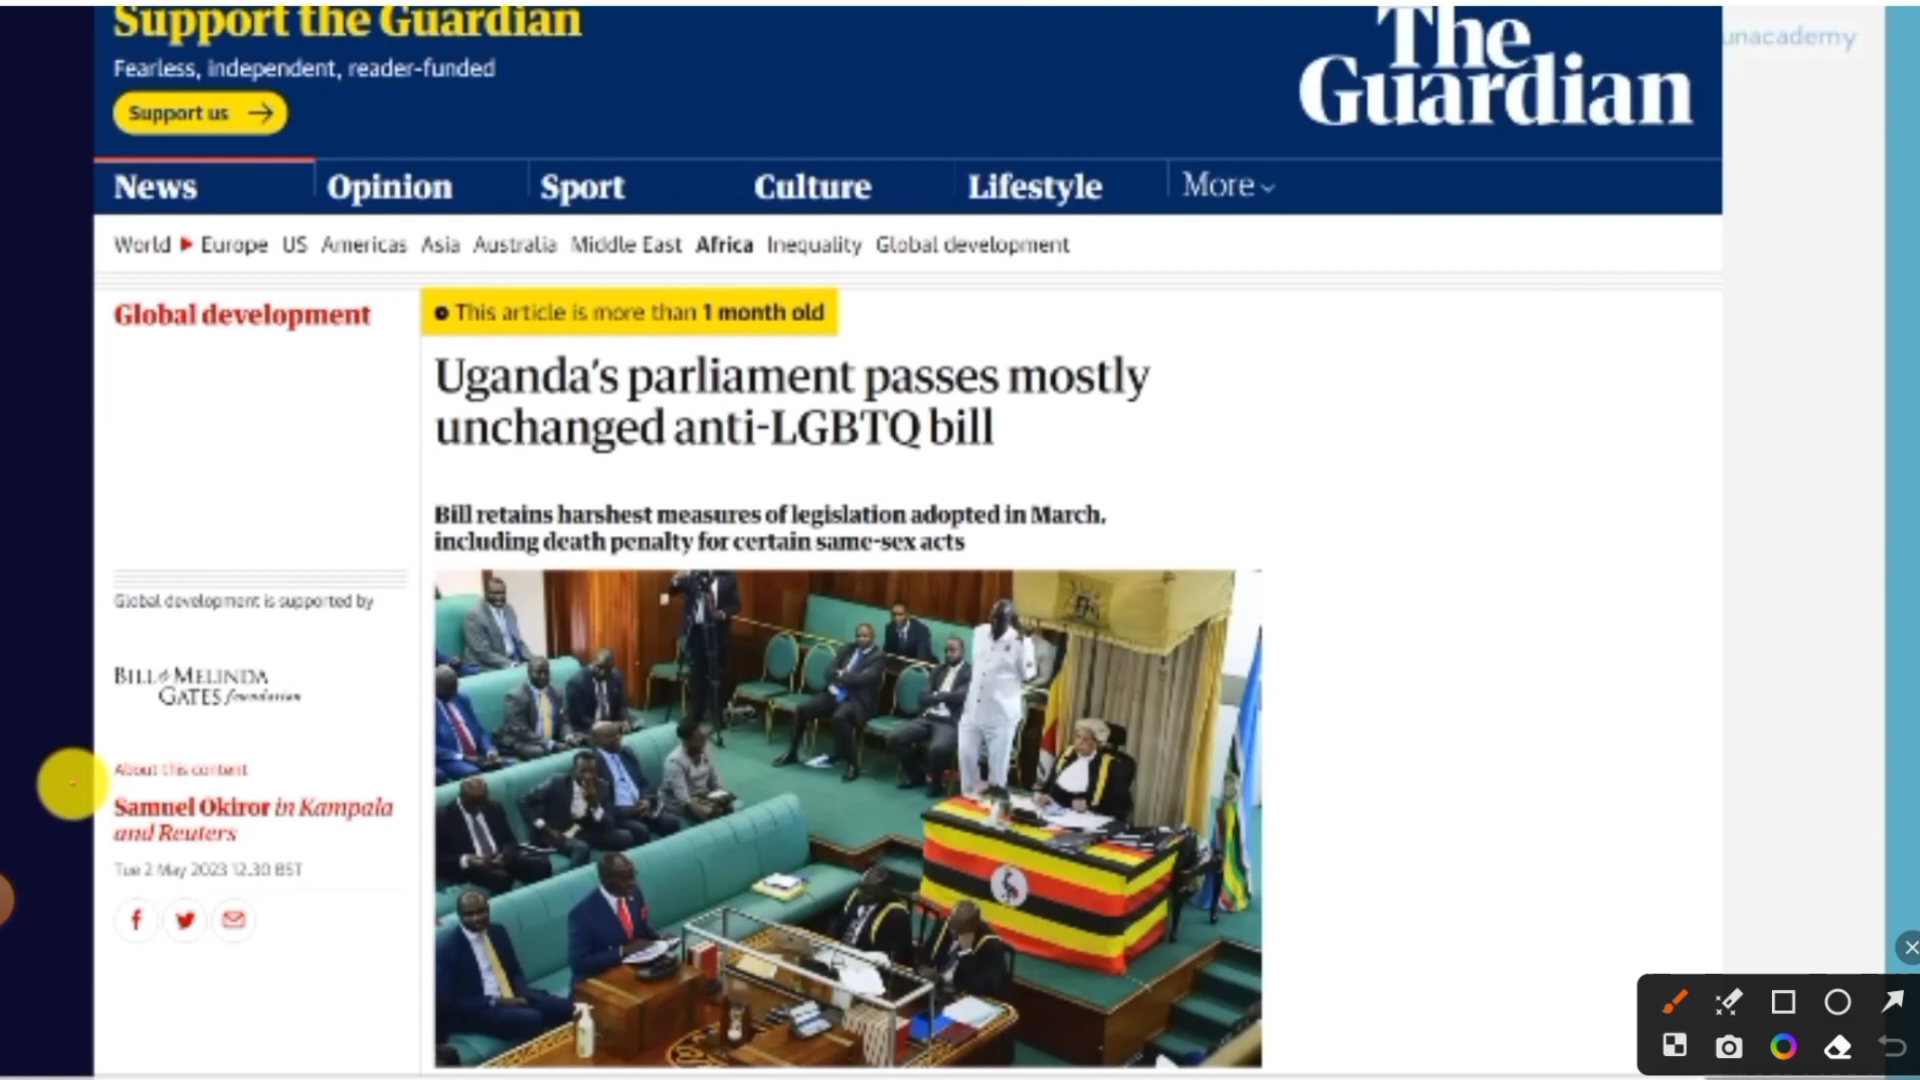 Support the Guardian
Fearless, independent, reader-funded
Support us
The
Guardian
unacademy
News Opinion Sport Culture Lifestyle More
World Europe US Americas Asia Australia Middle East Africa Inequality Global development
Global development
This article is more than 1 month old
Uganda's parliament passes mostly
unchanged anti-LGBTQ bill
Bill retains harshest measures of legislation adopted in March,
including death penalty for certain same-sex acts
Global development is supported by
BILL & MELINDA
GATES foundation
About this content
Samuel Okiror in Kampala
and Reuters
Tue 2 May 2023 12.30 BST